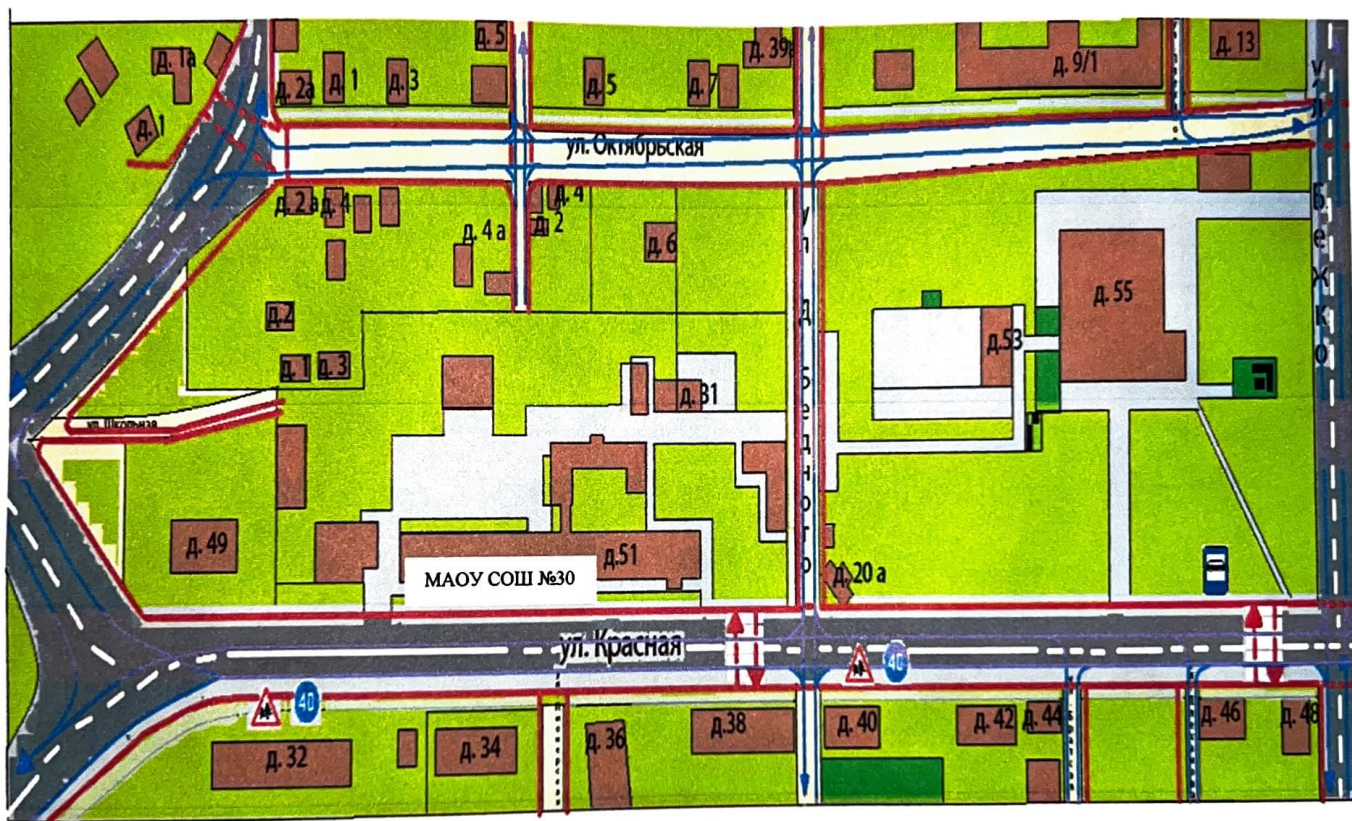 д. 5
д. 39а
д. 13
д. 1а
д. 2а
д. 1
д. 3
д. 5
д. 7
д. 9/1
д. 1
ул. Октябрьская
ул Бежко
д. 2 а
д. 4
д. 4 а
д. 4
д. 2
д. 6
ул Д Бедного
д. 55
д.2
д.53
д. 1
д. 3
д. 31
ул. Школьная
д. 49
д.51
МАОУ СОШ №30
д. 20 а
ул. Красная
40
40
д. 32
д. 34
д. 36
д.38
д. 40
д. 42
д. 44
д. 46
д. 48